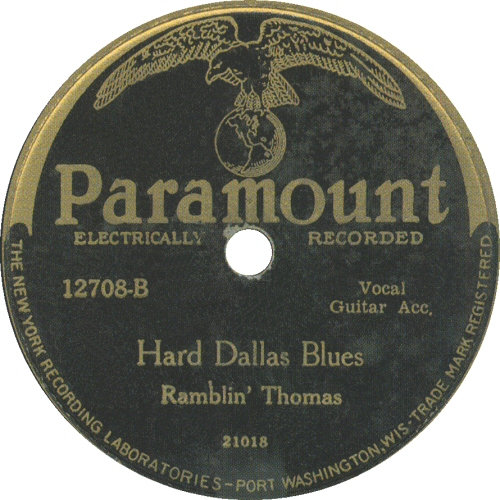 Paramount
ELECTRICALLY RECORDED
12708-B
Vocal
Guitar Acc.
Hard Dallas Blues
Ramblin' Thomas
21018
THE NEW YORK RECORDING LABORATORIES - PORT WASHINGTON, WIS - TRADE MARK REGISTERED